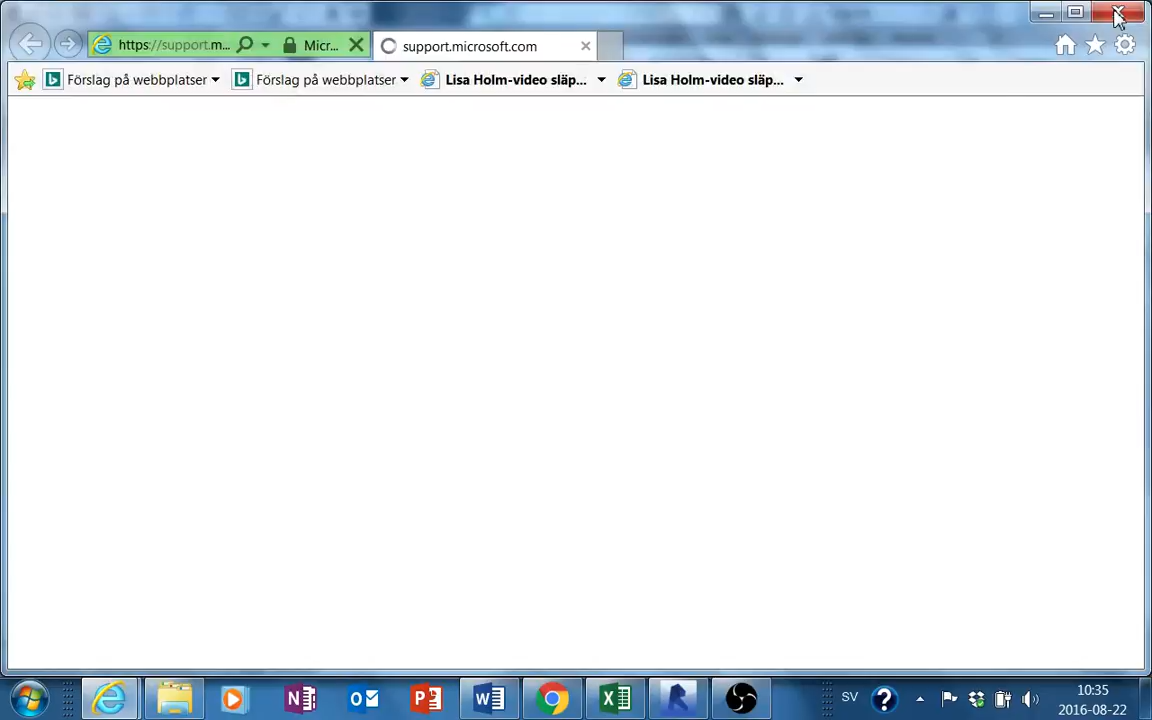 https://support.m... Micr... support.microsoft.com
Förslag på webbplatser Förslag på webbplatser Lisa Holm-video släp... Lisa Holm-video släp...
SV 10:35
2016-08-22